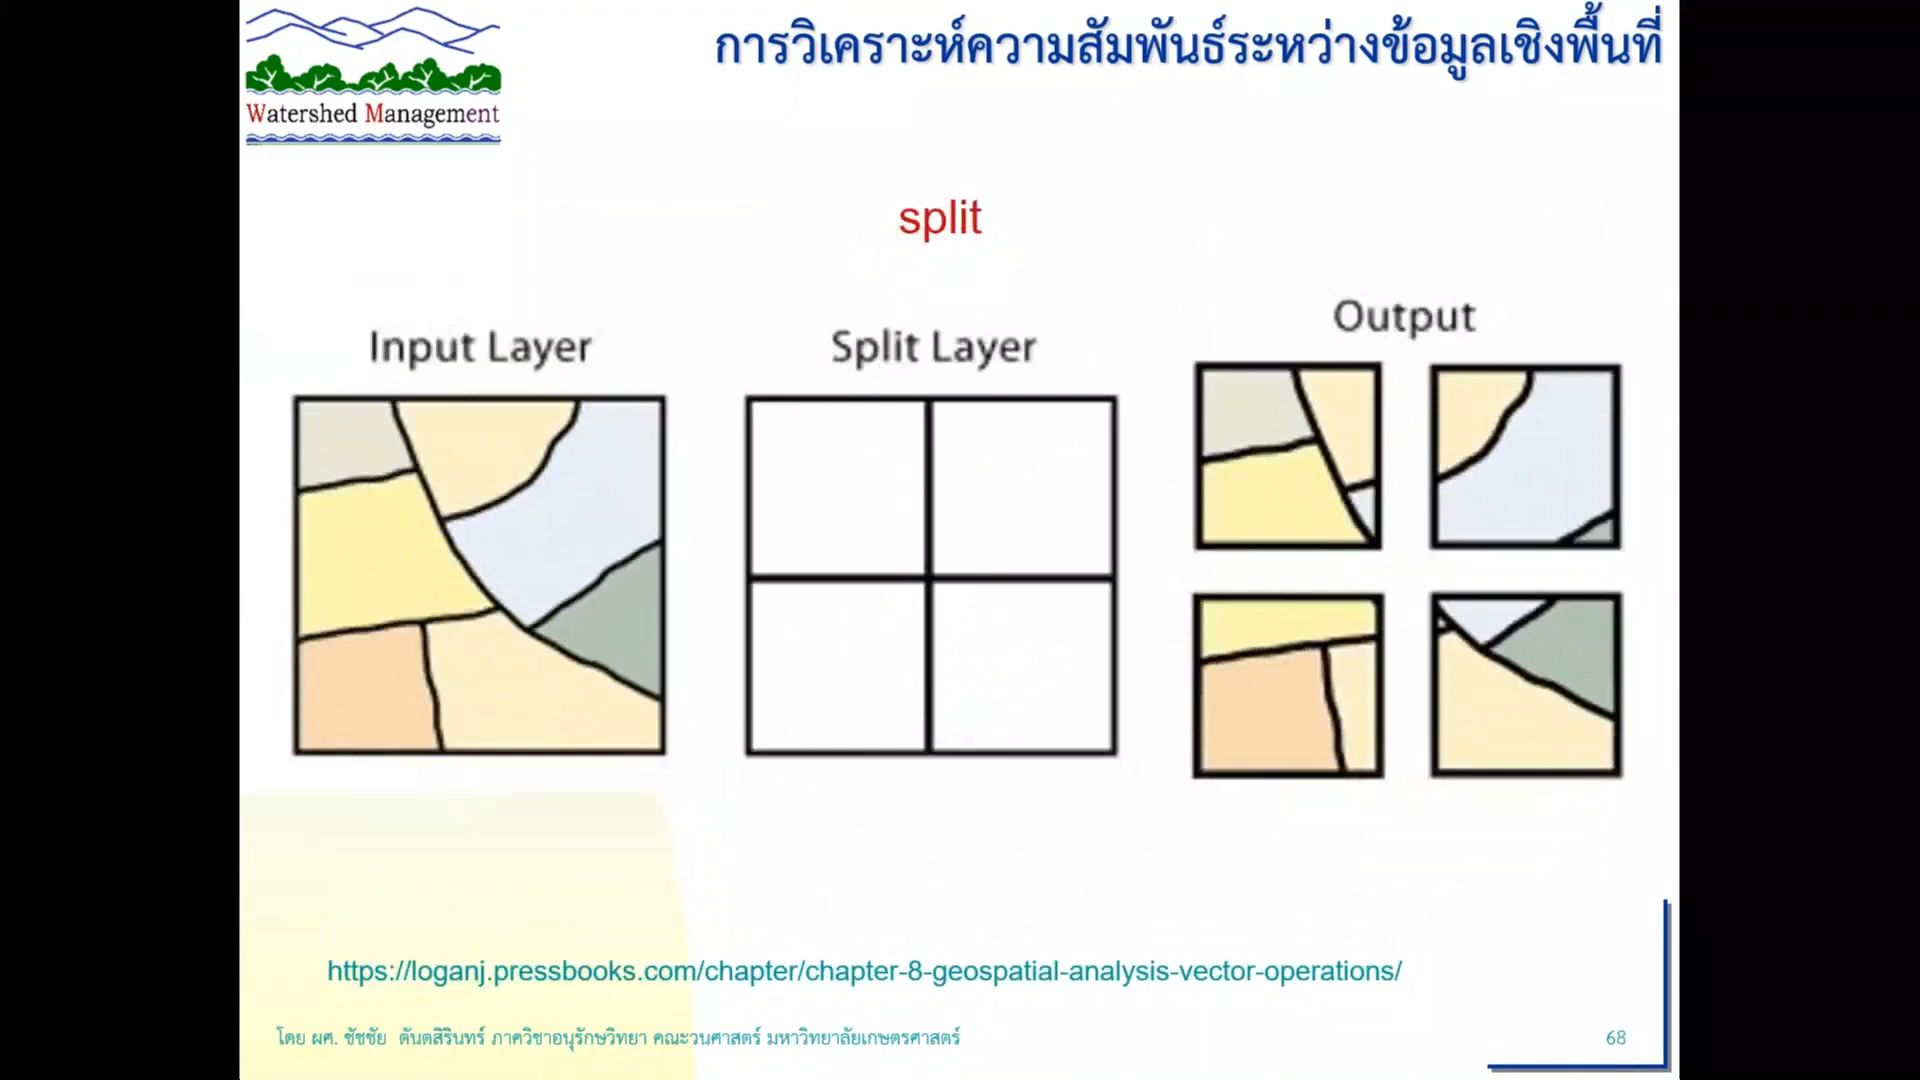 การวิเคราะห์ความสัมพันธ์ระหว่างข้อมูลเชิงพื้นที่
Watershed Management
split
Input Layer
Split Layer
Output
https://loganj.pressbooks.com/chapter/chapter-8-geospatial-analysis-vector-operations/
โดย ผศ. ชัชชัย ตันตสิรินทร์ ภาควิชาอนุรักษวิทยา คณะวนศาสตร์ มหาวิทยาลัยเกษตรศาสตร์
68